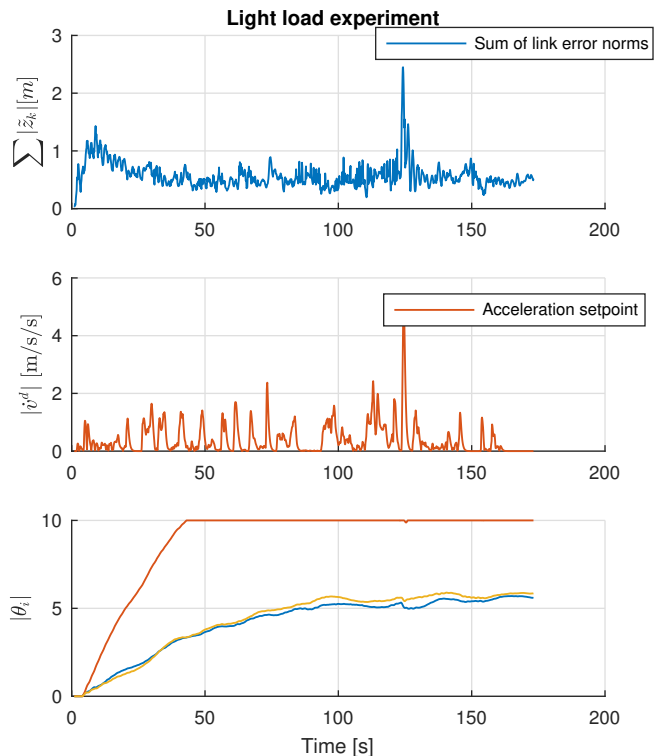 Light load experiment
∑|z̃ₖ|[m]
3
2
1
0
Sum of link error norms
0 50 100 150 200
|v̇ᵈ| [m/s/s]
6
4
2
0
Acceleration setpoint
0 50 100 150 200
|θᵢ|
10
5
0
0 50 100 150 200
Time [s]